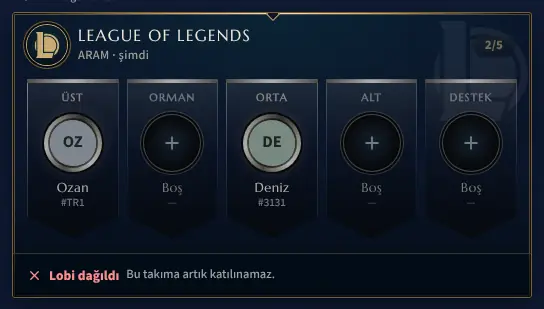 LEAGUE OF LEGENDS
ARAM · şimdi
2/5
ÜST
ORMAN
ORTA
ALT
DESTEK
OZ
+
DE
+
+
Ozan
Boş
Deniz
Boş
Boş
#TR1
—
#3131
—
—
× Lobi dağıldı Bu takıma artık katılınamaz.